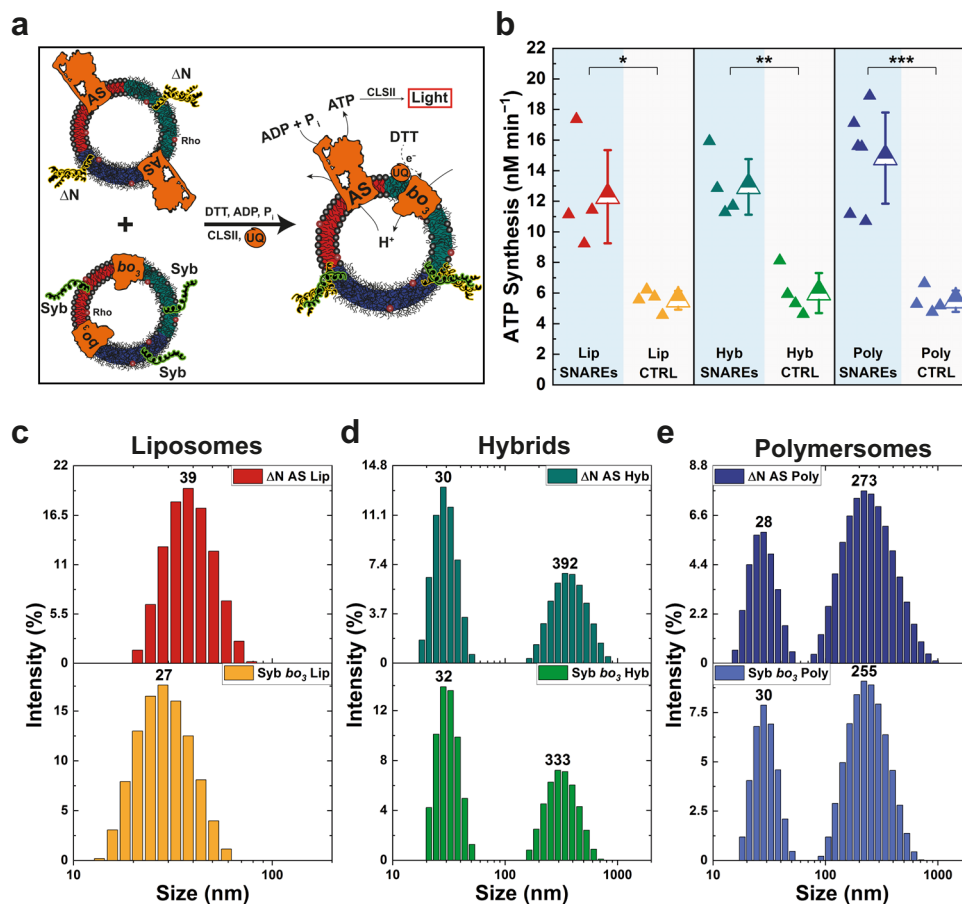 a
ΔN
AS
Rho
AS
ΔN
+
DTT, ADP, Pi
CLSII, UQ
bo3
Syb
Syb
Rho
bo3
Syb
ADP + Pi
ATP
CLSII
Light
DTT
e-
UQ
AS
bo3
H+
b
ATP Synthesis (nM min−1)
22
20
18
16
14
12
10
8
6
4
2
0
*
**
***
Lip
SNAREs
Lip
CTRL
Hyb
SNAREs
Hyb
CTRL
Poly
SNAREs
Poly
CTRL
c
Liposomes
Intensity (%)
22
16.5
11
5.5
0
39
ΔN AS Lip
15
10
5
0
27
Syb bo3 Lip
10
100
Size (nm)
d
Hybrids
Intensity (%)
14.8
11.1
7.4
3.7
0
30
392
ΔN AS Hyb
12
8
4
0
32
333
Syb bo3 Hyb
10
100
1000
Size (nm)
e
Polymersomes
Intensity (%)
8.8
6.6
4.4
2.2
0
28
273
ΔN AS Poly
7.5
5
2.5
0
30
255
Syb bo3 Poly
10
100
1000
Size (nm)